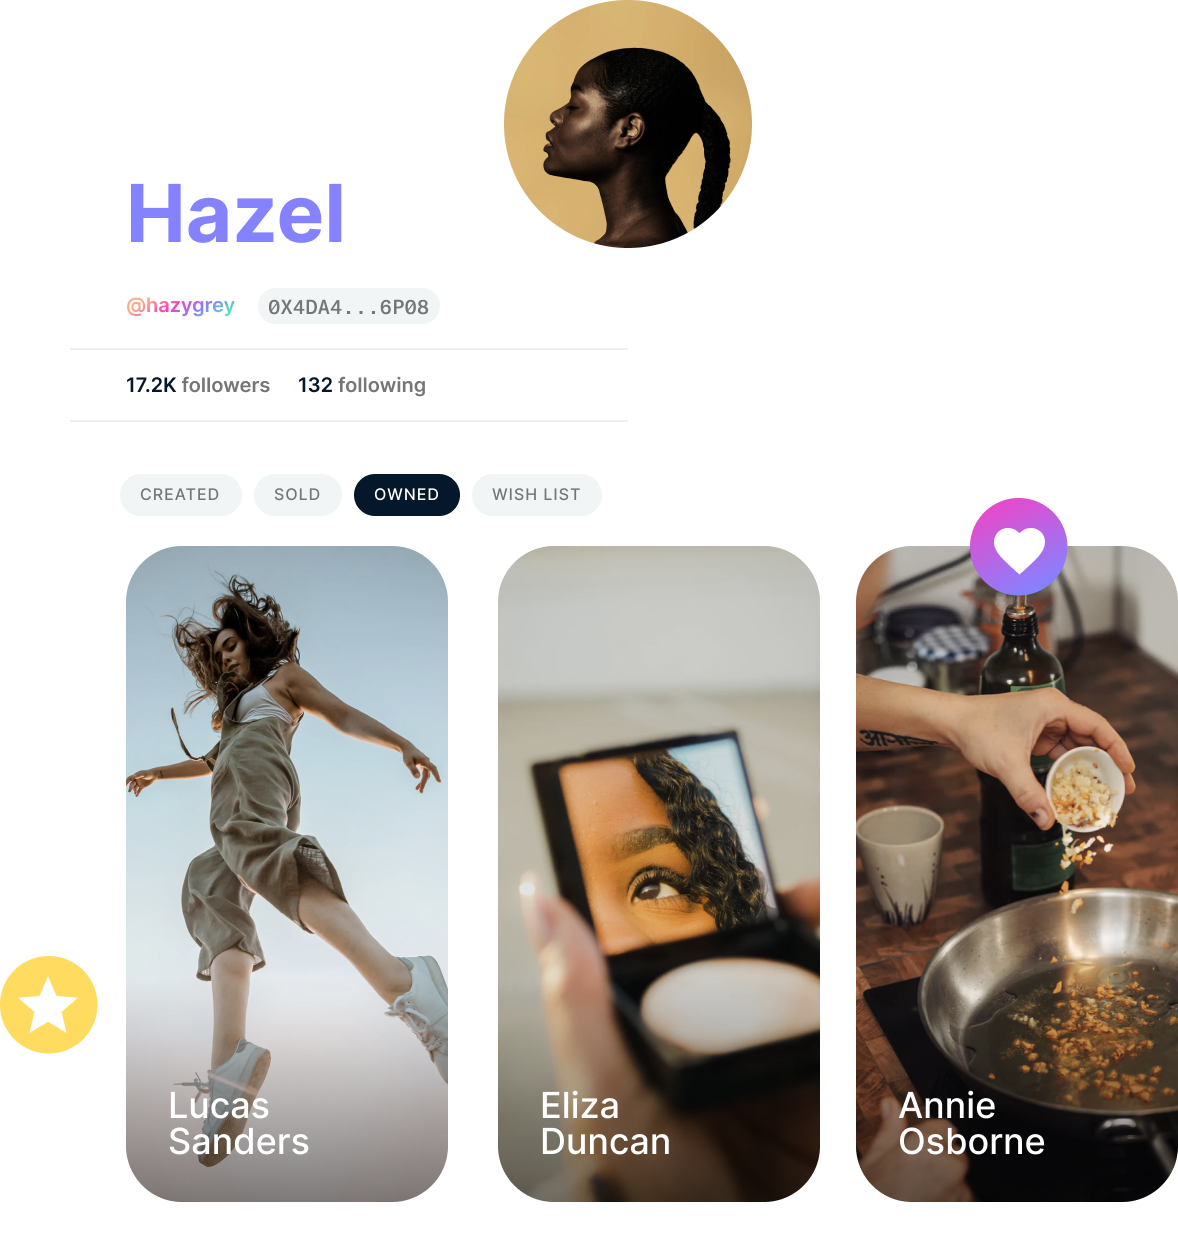 Hazel
@hazygrey 0X4DA4...6P08
17.2K followers 132 following
CREATED SOLD OWNED WISH LIST
Lucas
Sanders
Eliza
Duncan
Annie
Osborne